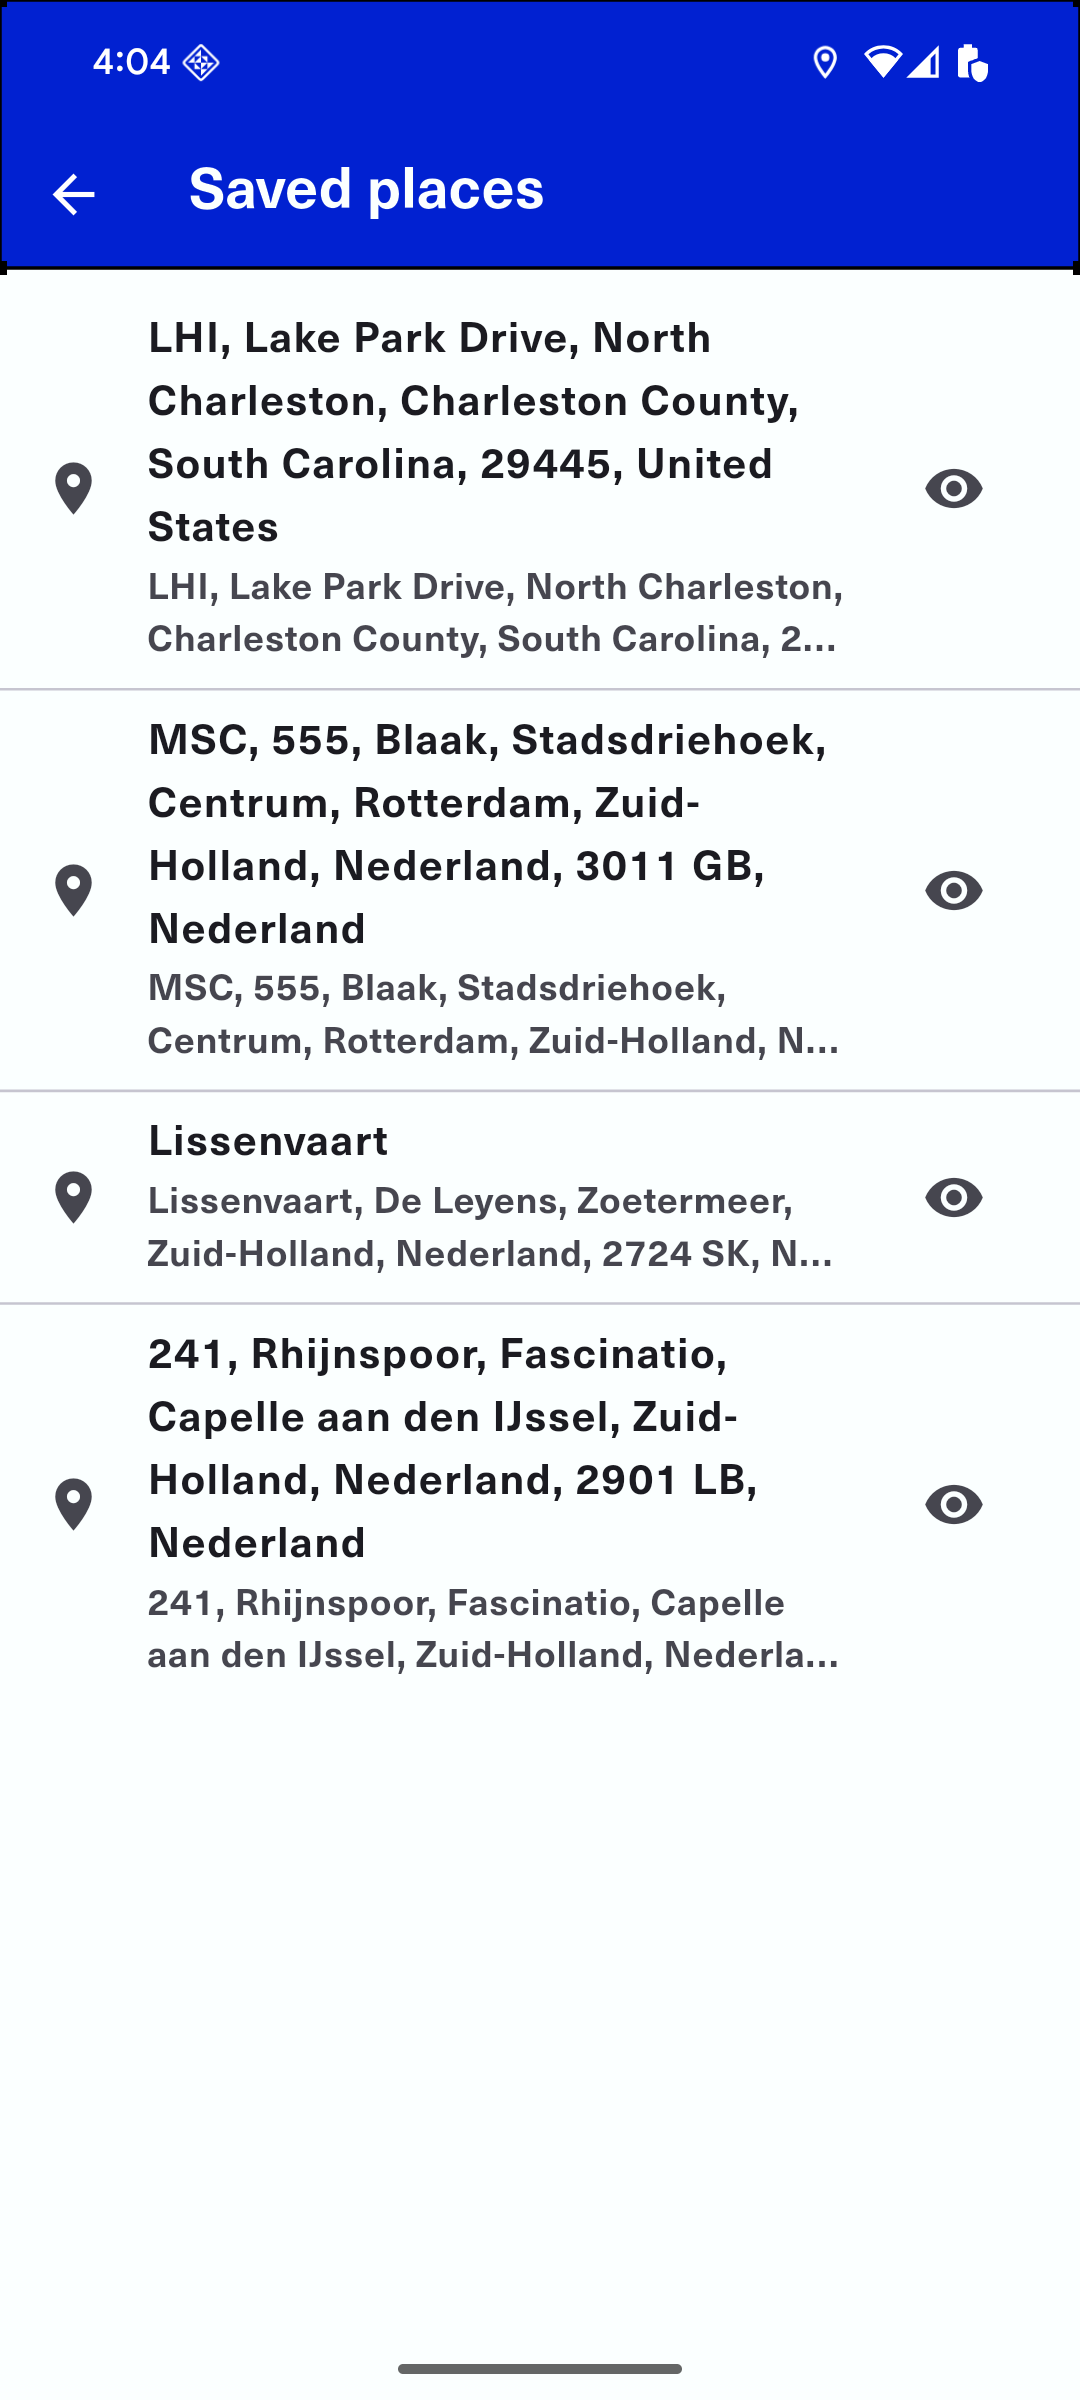 4:04
Saved places
LHI, Lake Park Drive, North
Charleston, Charleston County,
South Carolina, 29445, United
States
LHI, Lake Park Drive, North Charleston,
Charleston County, South Carolina, 2...
MSC, 555, Blaak, Stadsdriehoek,
Centrum, Rotterdam, Zuid-
Holland, Nederland, 3011 GB,
Nederland
MSC, 555, Blaak, Stadsdriehoek,
Centrum, Rotterdam, Zuid-Holland, N...
Lissenvaart
Lissenvaart, De Leyens, Zoetermeer,
Zuid-Holland, Nederland, 2724 SK, N...
241, Rhijnspoor, Fascinatio,
Capelle aan den IJssel, Zuid-
Holland, Nederland, 2901 LB,
Nederland
241, Rhijnspoor, Fascinatio, Capelle
aan den IJssel, Zuid-Holland, Nederla...